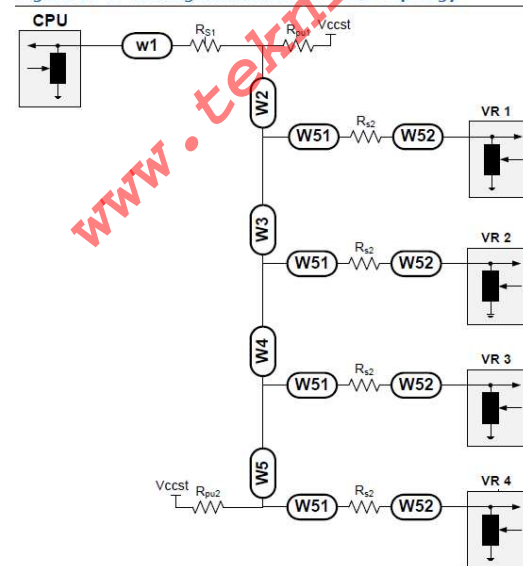 CPU
w1
RS1
Rpu1
Vccst
W2
W51
Rs2
W52
VR 1
W3
W51
Rs2
W52
VR 2
W4
W51
Rs2
W52
VR 3
W5
Vccst
Rpu2
W51
Rs2
W52
VR 4
www.tekn